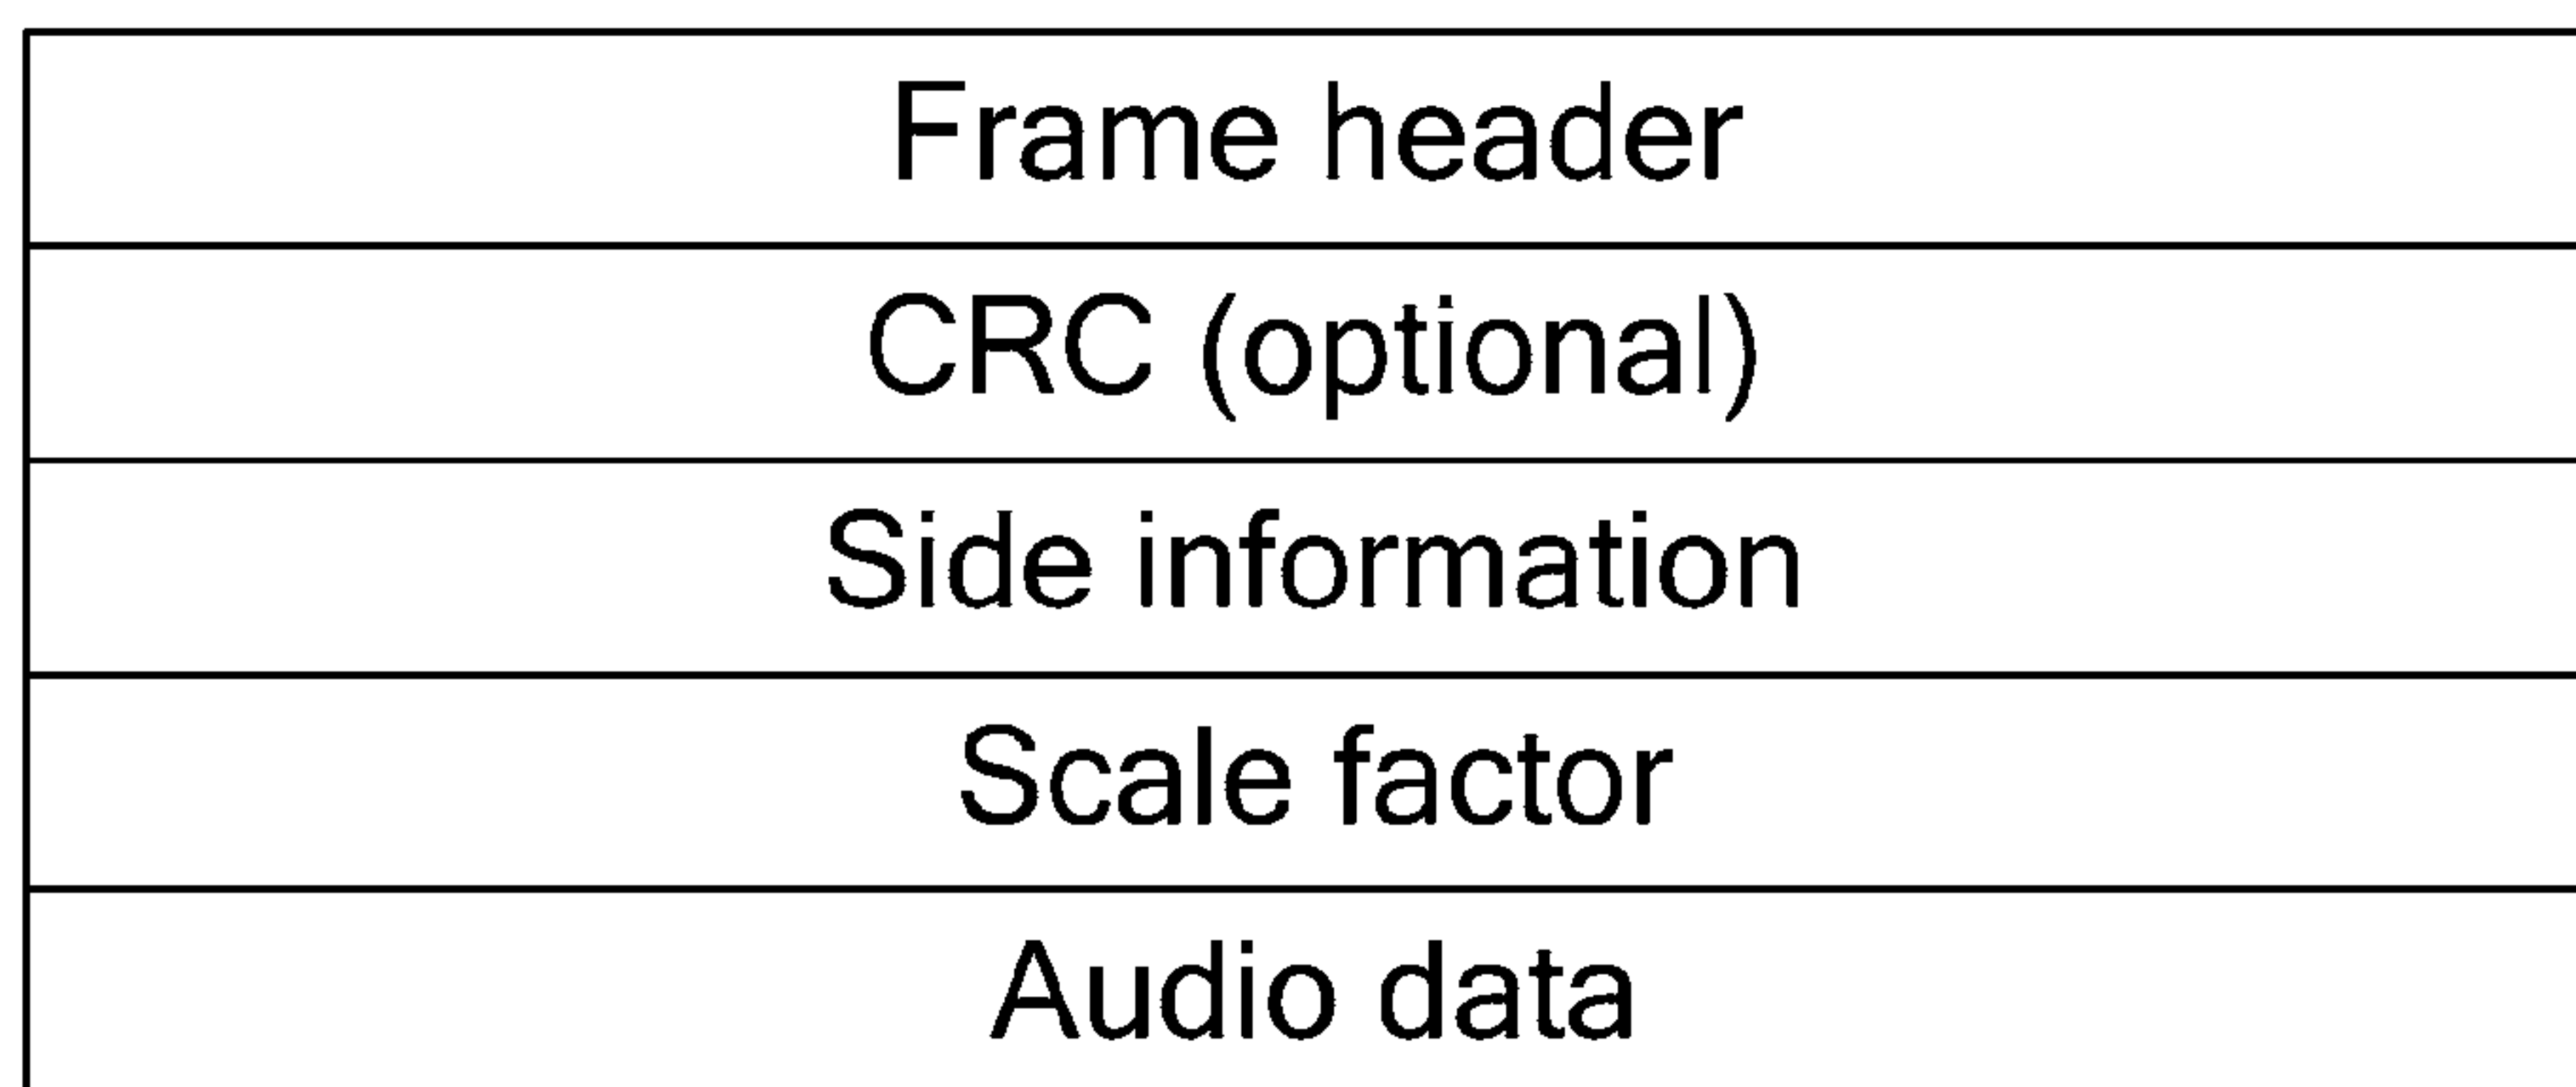 Frame header
CRC (optional)
Side information
Scale factor
Audio data